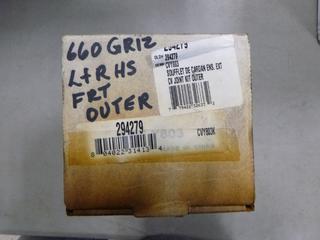 660 GRIZ
L+R HS
FRT
OUTER
294279
294279
CVY803
SOUFFLET DE CARDAN ENS. EXT
CV JOINT KIT OUTER
294279
CVY803
CVY803K